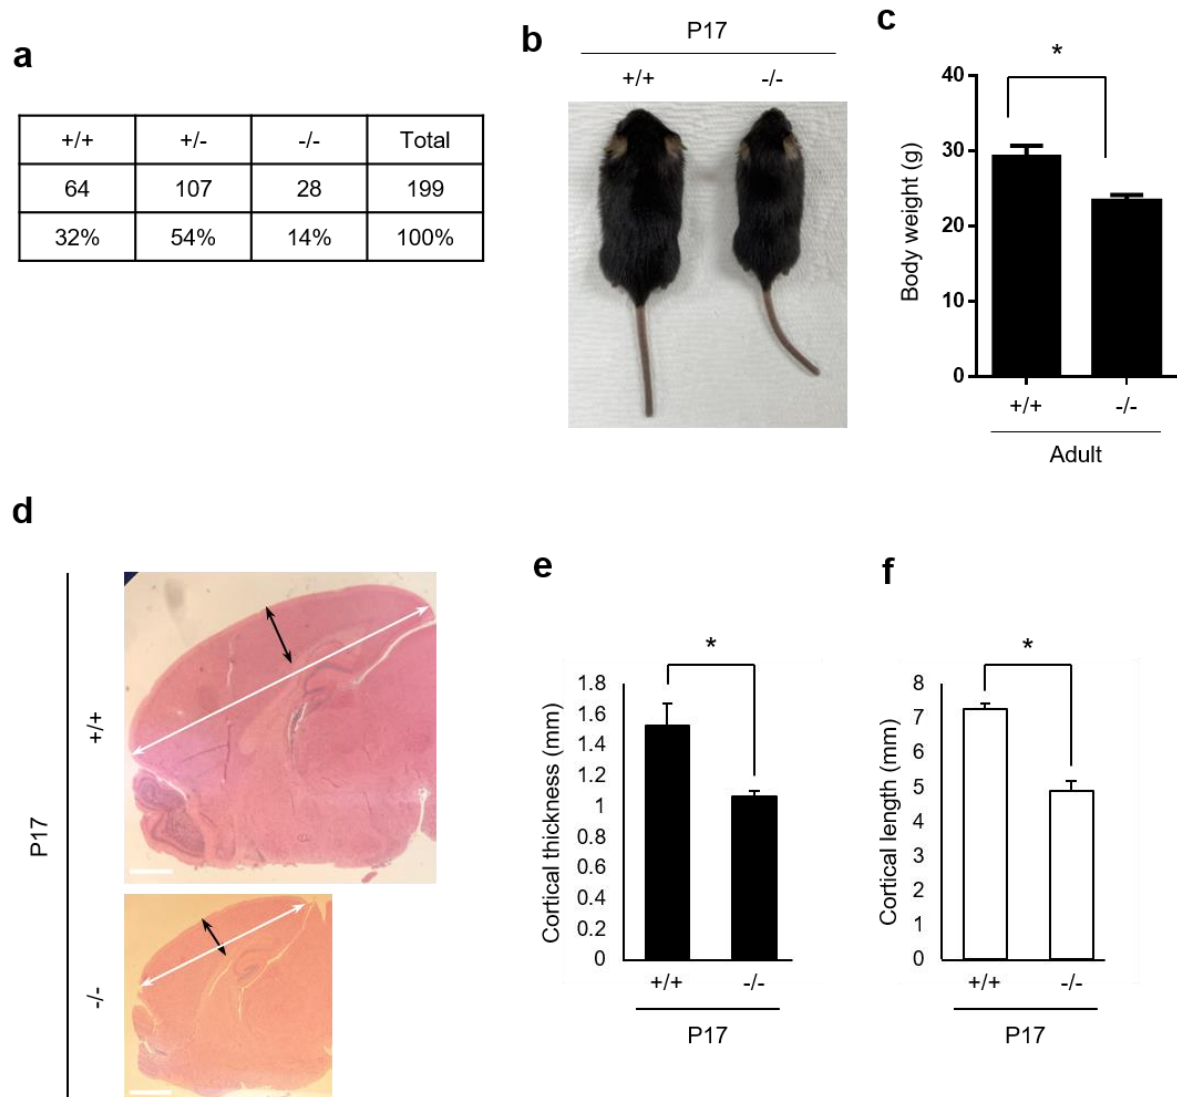 a
+/+ +/- -/- Total
64 107 28 199
32% 54% 14% 100%
b
P17
+/+ -/-
c
*
Body weight (g)
40
30
20
10
0
+/+ -/-
Adult
d
P17
+/+
-/-
e
*
Cortical thickness (mm)
1.8
1.6
1.4
1.2
1
0.8
0.6
0.4
0.2
0
+/+ -/-
P17
f
*
Cortical length (mm)
8
7
6
5
4
3
2
1
0
+/+ -/-
P17